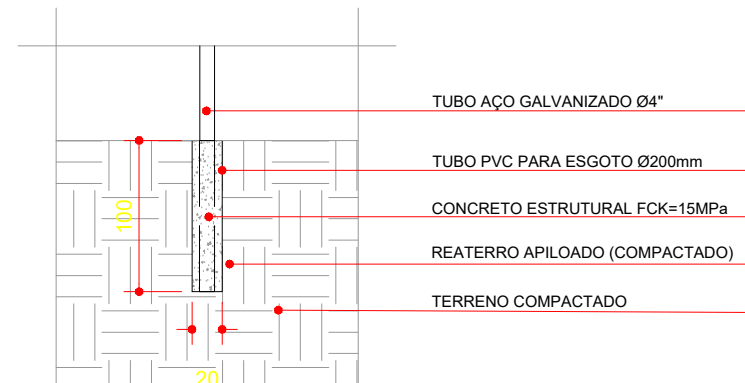 TUBO AÇO GALVANIZADO Ø4"
TUBO PVC PARA ESGOTO Ø200mm
100
CONCRETO ESTRUTURAL FCK=15MPa
REATERRO APILOADO (COMPACTADO)
TERRENO COMPACTADO
20